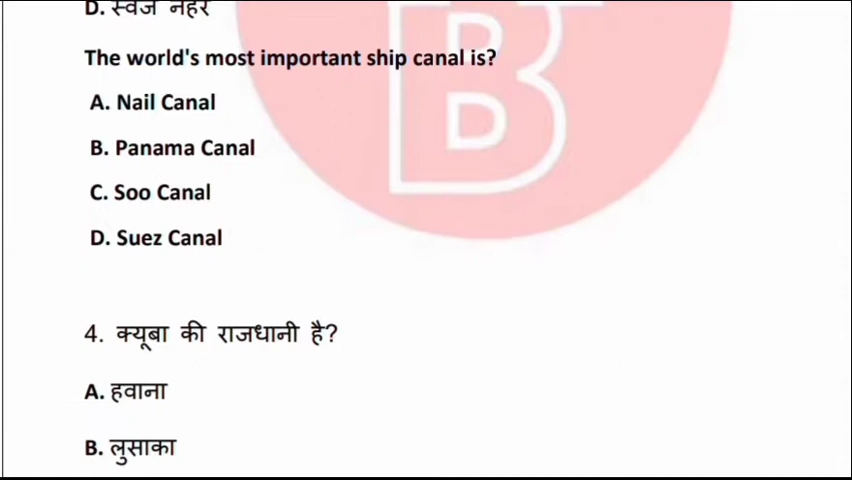 D. स्वेज नहर
The world's most important ship canal is?
A. Nail Canal
B. Panama Canal
C. Soo Canal
D. Suez Canal
4. क्यूबा की राजधानी है?
A. हवाना
B. लुसाका